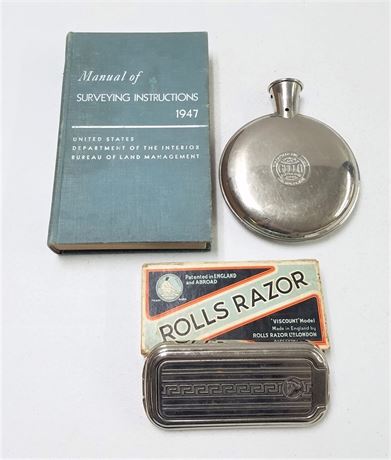 Manual of
SURVEYING INSTRUCTIONS
1947
UNITED STATES
DEPARTMENT OF THE INTERIOR
BUREAU OF LAND MANAGEMENT
Patented in ENGLAND
and ABROAD
ROLLS RAZOR
"VISCOUNT" Model
Made in England by
ROLLS RAZOR LTD LONDON